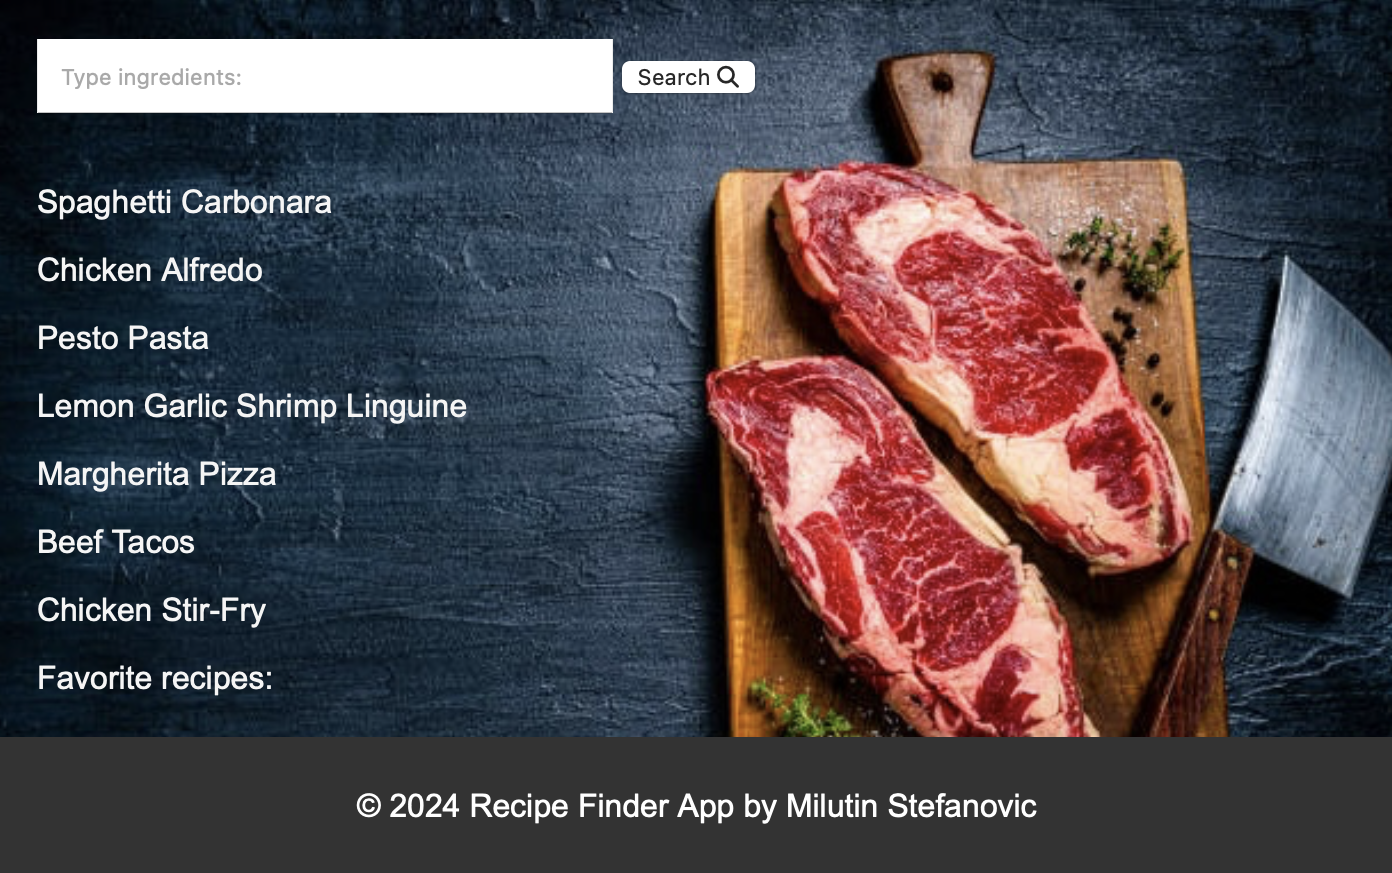 Type ingredients:
Search
Spaghetti Carbonara
Chicken Alfredo
Pesto Pasta
Lemon Garlic Shrimp Linguine
Margherita Pizza
Beef Tacos
Chicken Stir-Fry
Favorite recipes:
© 2024 Recipe Finder App by Milutin Stefanovic